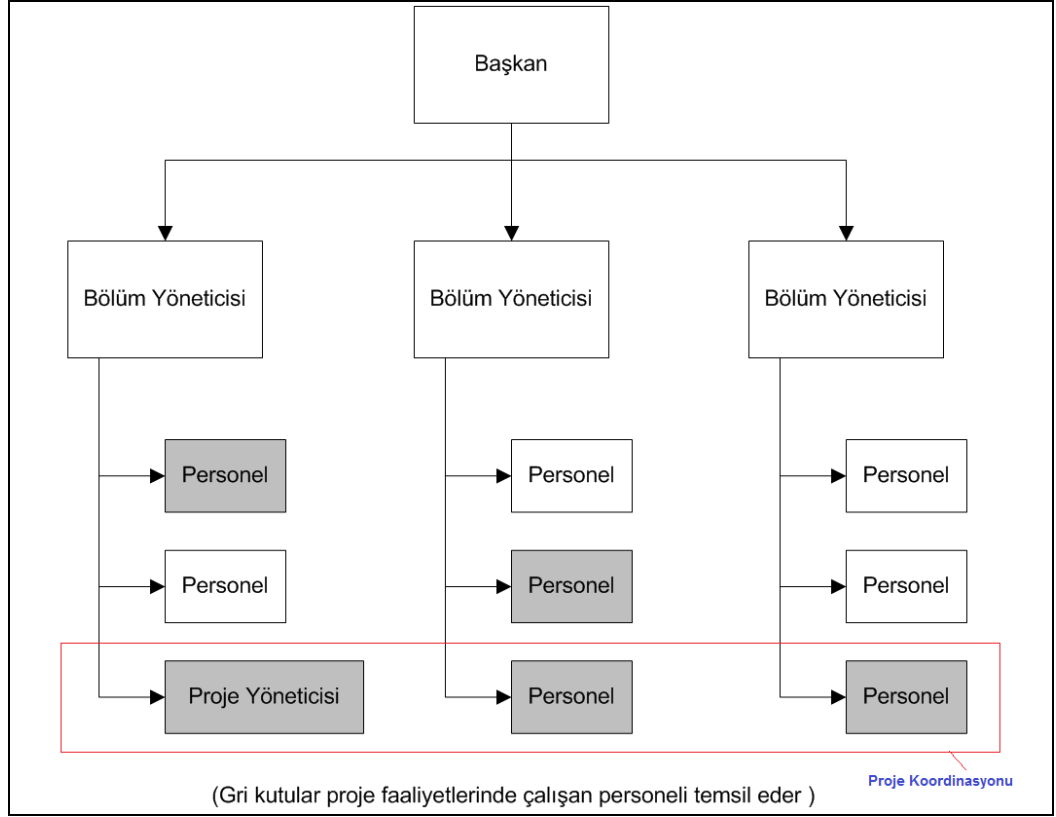 Başkan
Bölüm Yöneticisi
Bölüm Yöneticisi
Bölüm Yöneticisi
Personel
Personel
Personel
Personel
Personel
Personel
Proje Yöneticisi
Personel
Personel
Proje Koordinasyonu
(Gri kutular proje faaliyetlerinde çalışan personeli temsil eder )